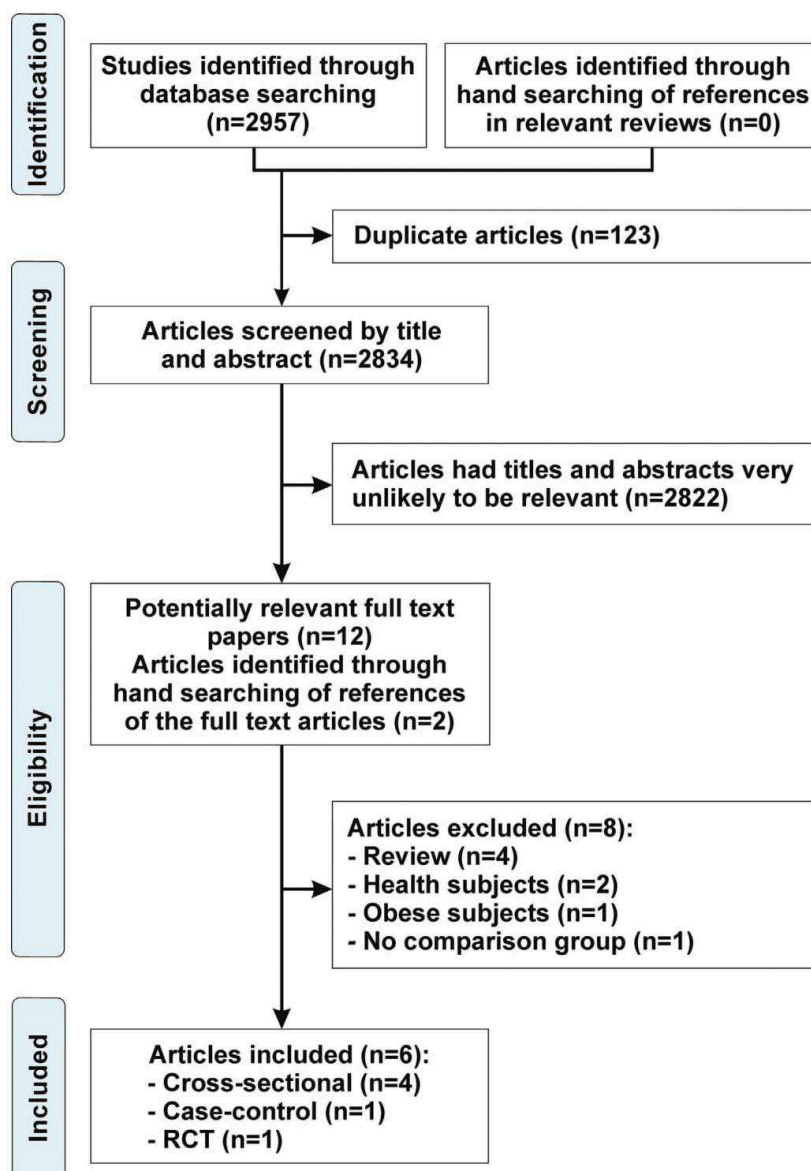 Identification
Studies identified through
database searching
(n=2957)
Articles identified through
hand searching of references
in relevant reviews (n=0)
Duplicate articles (n=123)
Screening
Articles screened by title
and abstract (n=2834)
Articles had titles and abstracts very
unlikely to be relevant (n=2822)
Eligibility
Potentially relevant full text
papers (n=12)
Articles identified through
hand searching of references
of the full text articles (n=2)
Articles excluded (n=8):
- Review (n=4)
- Health subjects (n=2)
- Obese subjects (n=1)
- No comparison group (n=1)
Included
Articles included (n=6):
- Cross-sectional (n=4)
- Case-control (n=1)
- RCT (n=1)